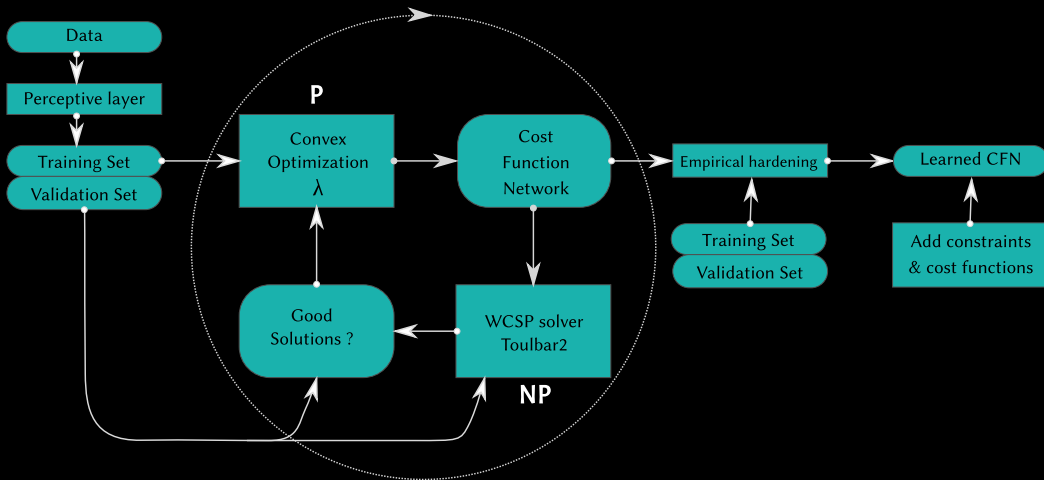 Data
Perceptive layer
Training Set
Validation Set
P
Convex
Optimization
λ
Cost
Function
Network
Good
Solutions ?
WCSP solver
Toulbar2
NP
Empirical hardening
Training Set
Validation Set
Learned CFN
Add constraints
& cost functions